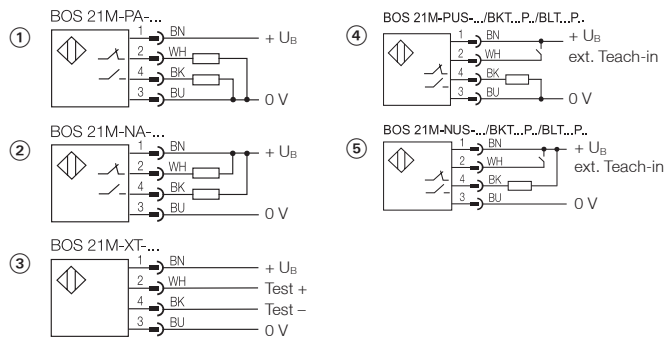 ① BOS 21M-PA-...
1 BN + UB
2 WH
4 BK
3 BU 0 V
② BOS 21M-NA-...
1 BN + UB
2 WH
4 BK
3 BU 0 V
③ BOS 21M-XT-...
1 BN + UB
2 WH Test +
4 BK Test –
3 BU 0 V
④ BOS 21M-PUS-.../BKT...P../BLT...P..
1 BN + UB
2 WH ext. Teach-in
4 BK
3 BU 0 V
⑤ BOS 21M-NUS-.../BKT...P../BLT...P..
1 BN + UB
2 WH ext. Teach-in
4 BK
3 BU 0 V